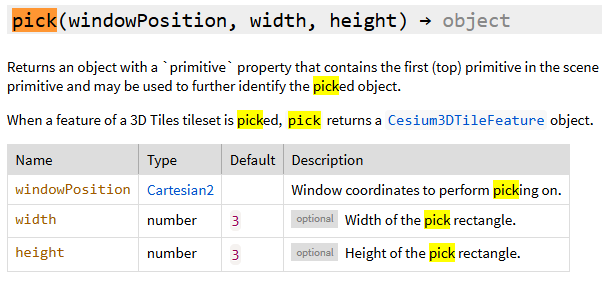 pick(windowPosition, width, height) → object
Returns an object with a `primitive` property that contains the first (top) primitive in the scene
primitive and may be used to further identify the picked object.
When a feature of a 3D Tiles tileset is picked, pick returns a Cesium3DTileFeature object.
Name Type Default Description
windowPosition Cartesian2 Window coordinates to perform picking on.
width number 3 optional Width of the pick rectangle.
height number 3 optional Height of the pick rectangle.